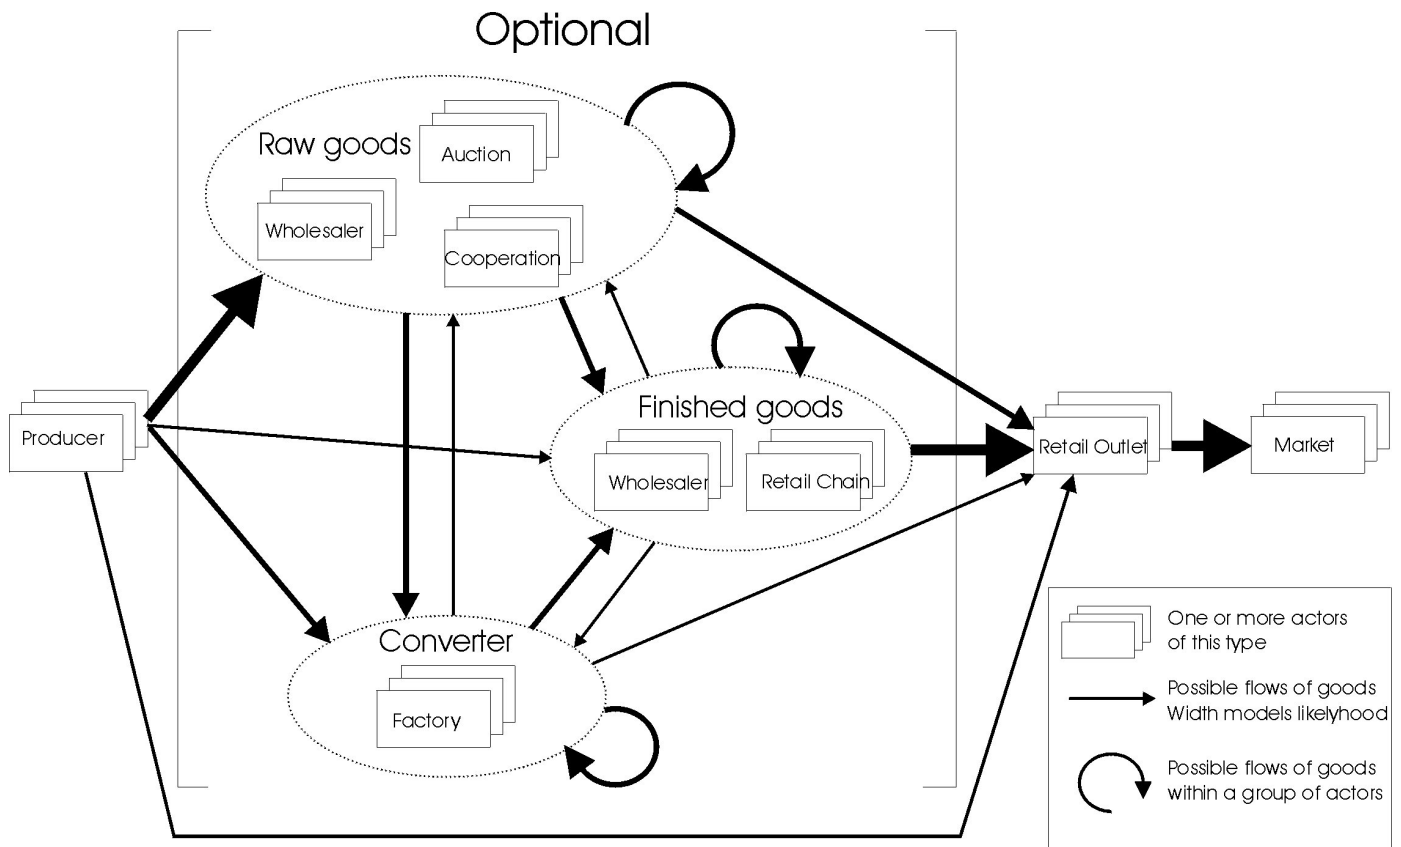 Optional
Raw goods
Auction
Wholesaler
Cooperation
Finished goods
Wholesaler
Retail Chain
Producer
Retail Outlet
Market
Converter
Factory
One or more actors
of this type
Possible flows of goods
Width models likelyhood
Possible flows of goods
within a group of actors